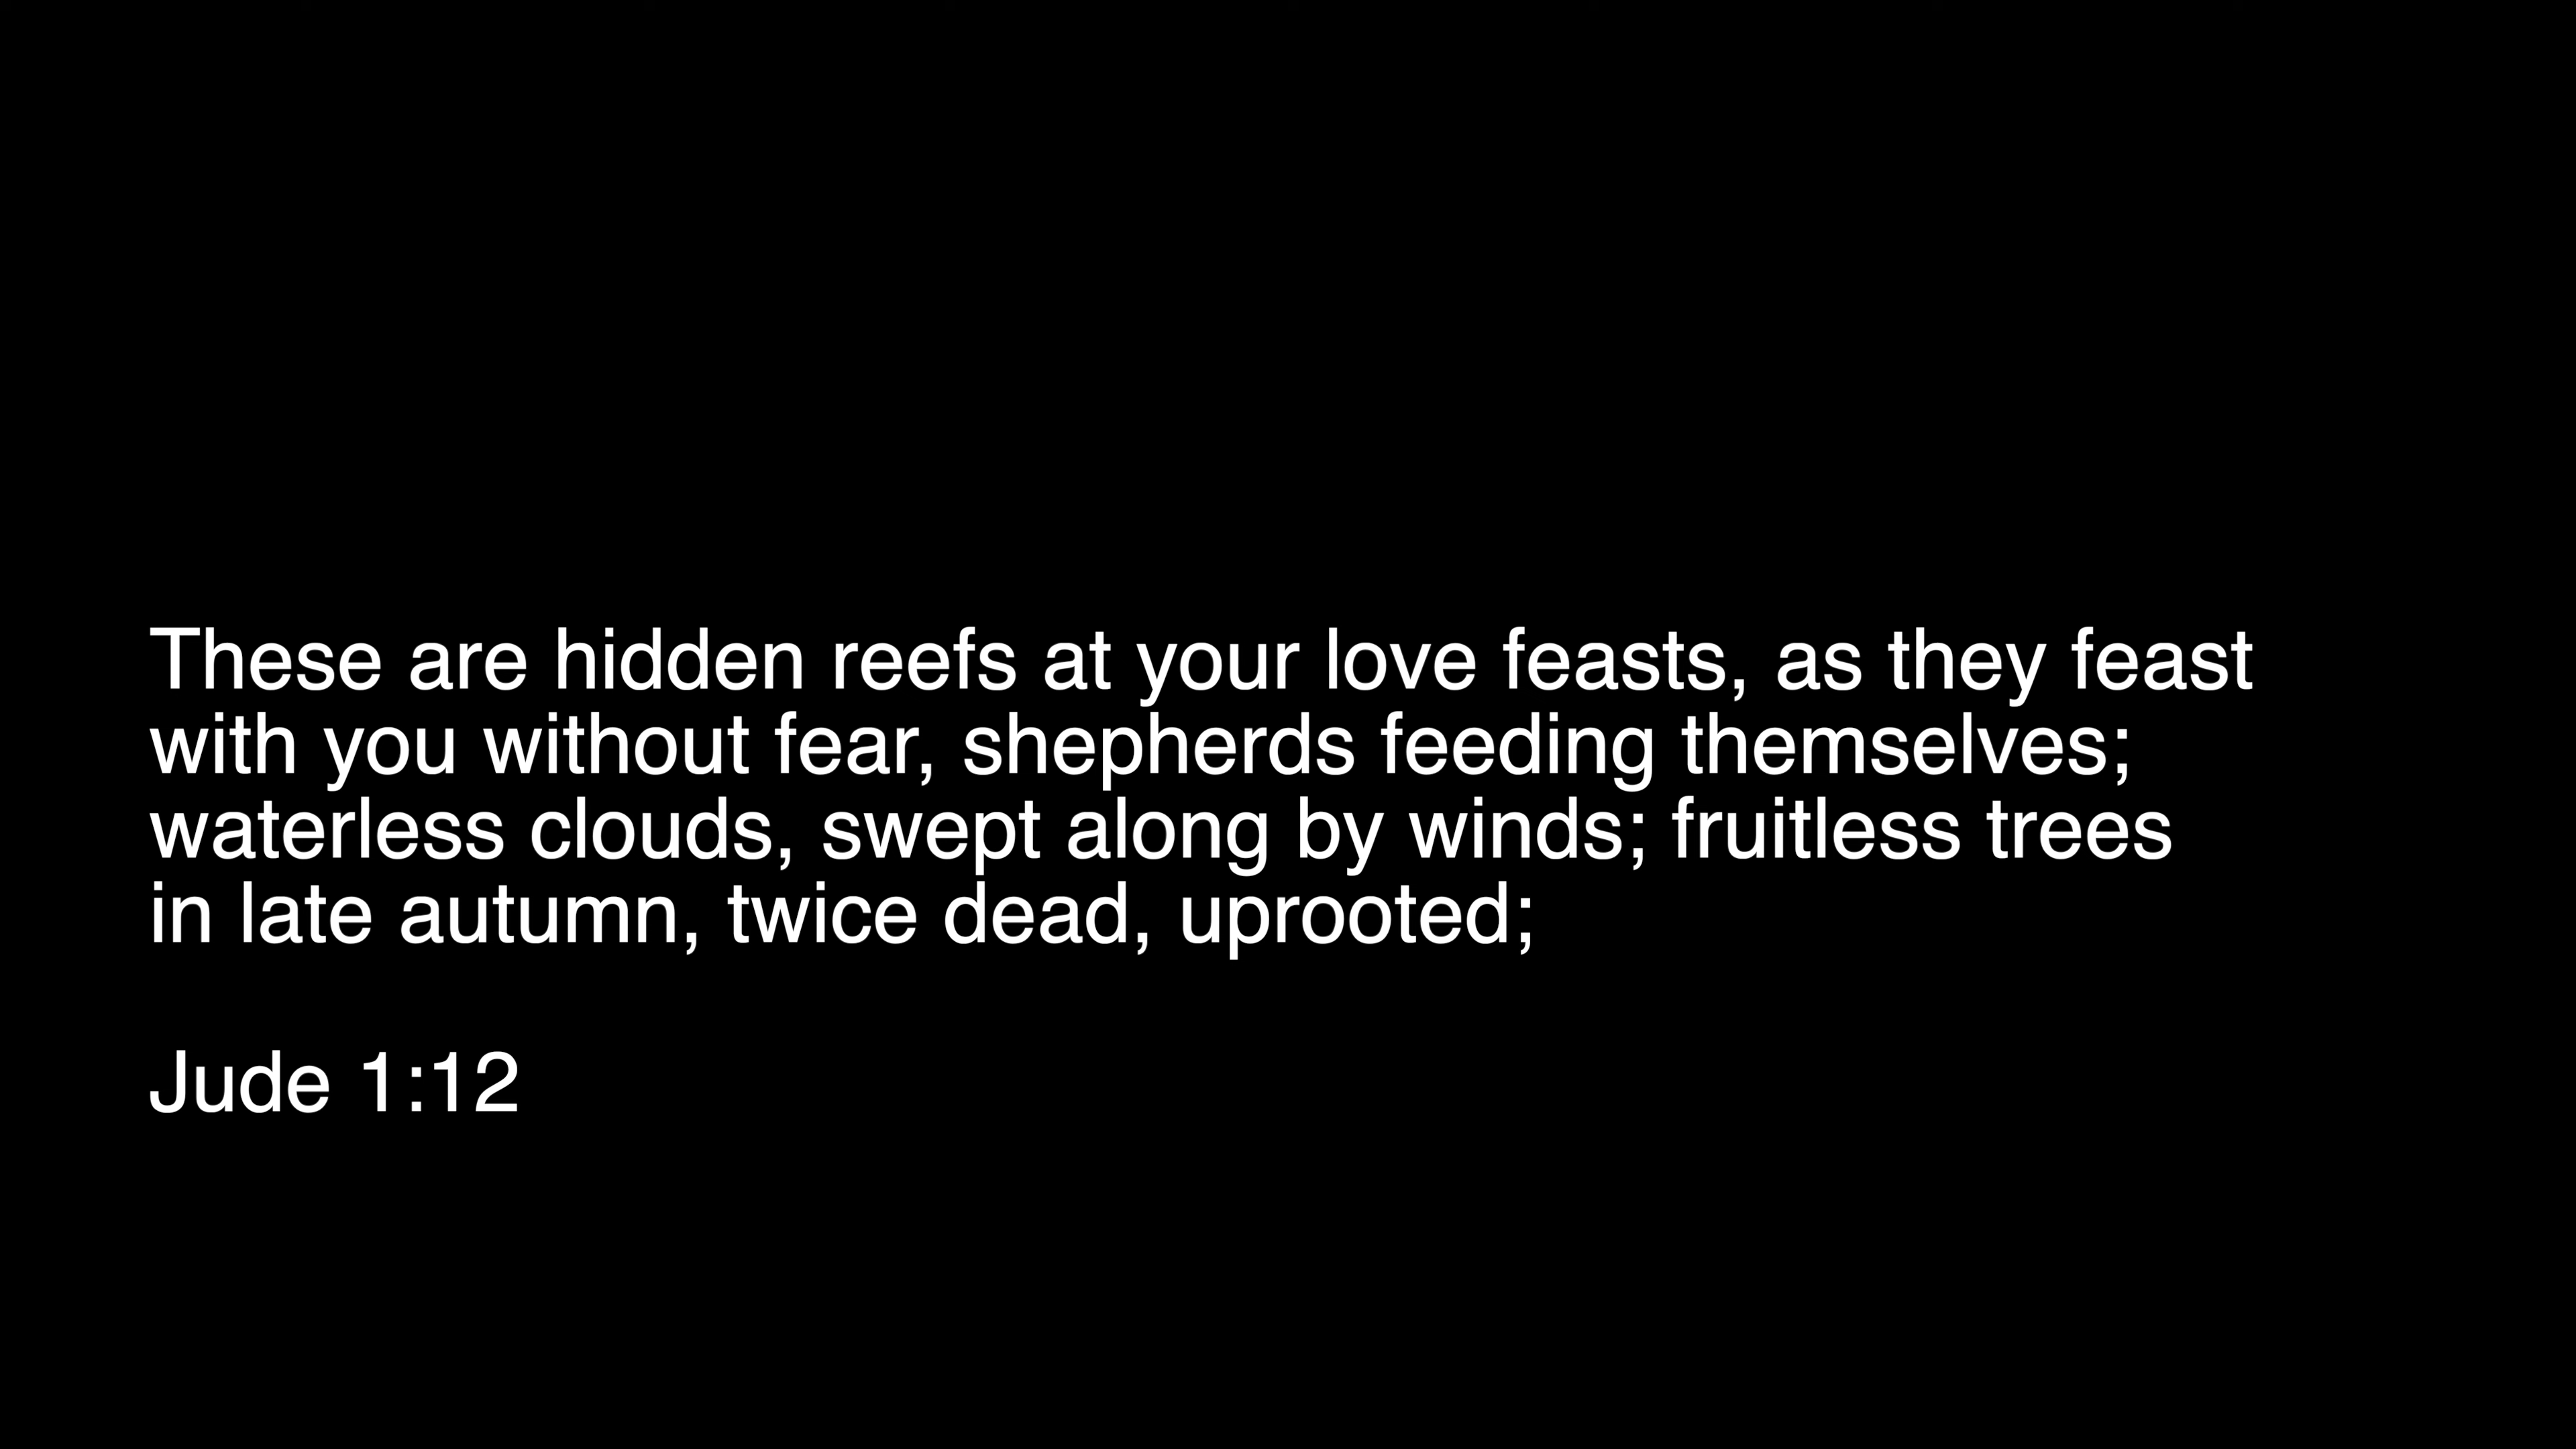 These are hidden reefs at your love feasts, as they feast
with you without fear, shepherds feeding themselves;
waterless clouds, swept along by winds; fruitless trees
in late autumn, twice dead, uprooted;
Jude 1:12